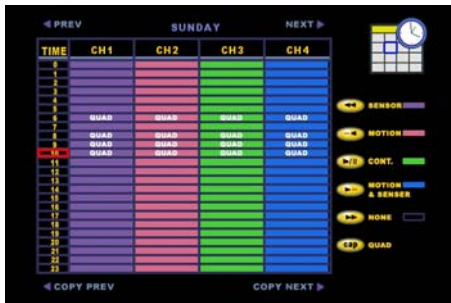 PREV SUNDAY NEXT
TIME CH1 CH2 CH3 CH4
0
1
2
3
4
5
6 QUAD QUAD QUAD QUAD
7
8 QUAD QUAD QUAD QUAD
9 QUAD QUAD QUAD QUAD
10 QUAD QUAD QUAD QUAD
11
12
13
14
15
16
17
18
19
20
21
22
23
SENSOR
MOTION
CONT.
MOTION
& SENSER
NONE
cap QUAD
COPY PREV COPY NEXT